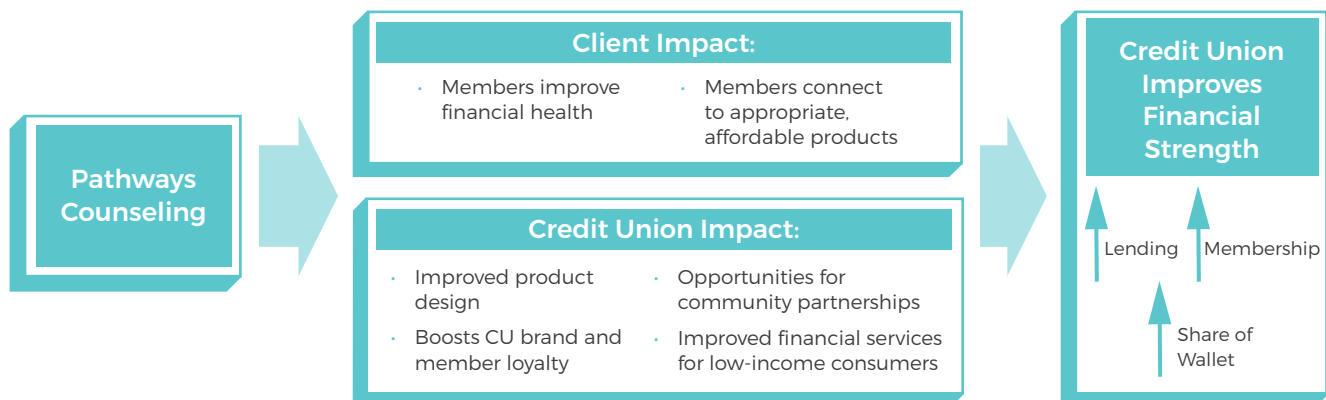 Pathways
Counseling
Client Impact:
• Members improve
financial health
• Members connect
to appropriate,
affordable products
Credit Union Impact:
• Improved product
design
• Boosts CU brand and
member loyalty
• Opportunities for
community partnerships
• Improved financial services
for low-income consumers
Credit Union
Improves
Financial
Strength
Lending
Membership
Share of
Wallet